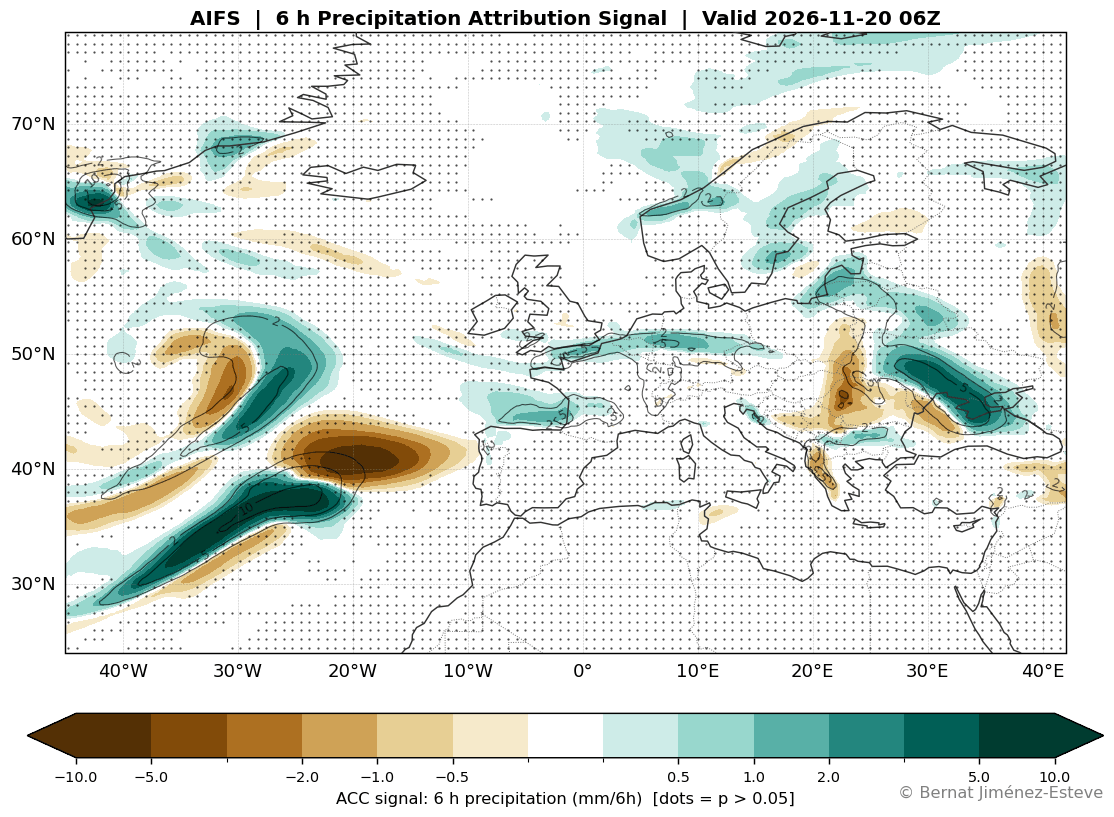 AIFS | 6 h Precipitation Attribution Signal | Valid 2026-11-20 06Z
70°N
60°N
50°N
40°N
30°N
40°W 30°W 20°W 10°W 0° 10°E 20°E 30°E 40°E
−10.0 −5.0 −2.0 −1.0 −0.5 0.5 1.0 2.0 5.0 10.0
ACC signal: 6 h precipitation (mm/6h) [dots = p > 0.05]
© Bernat Jiménez-Esteve